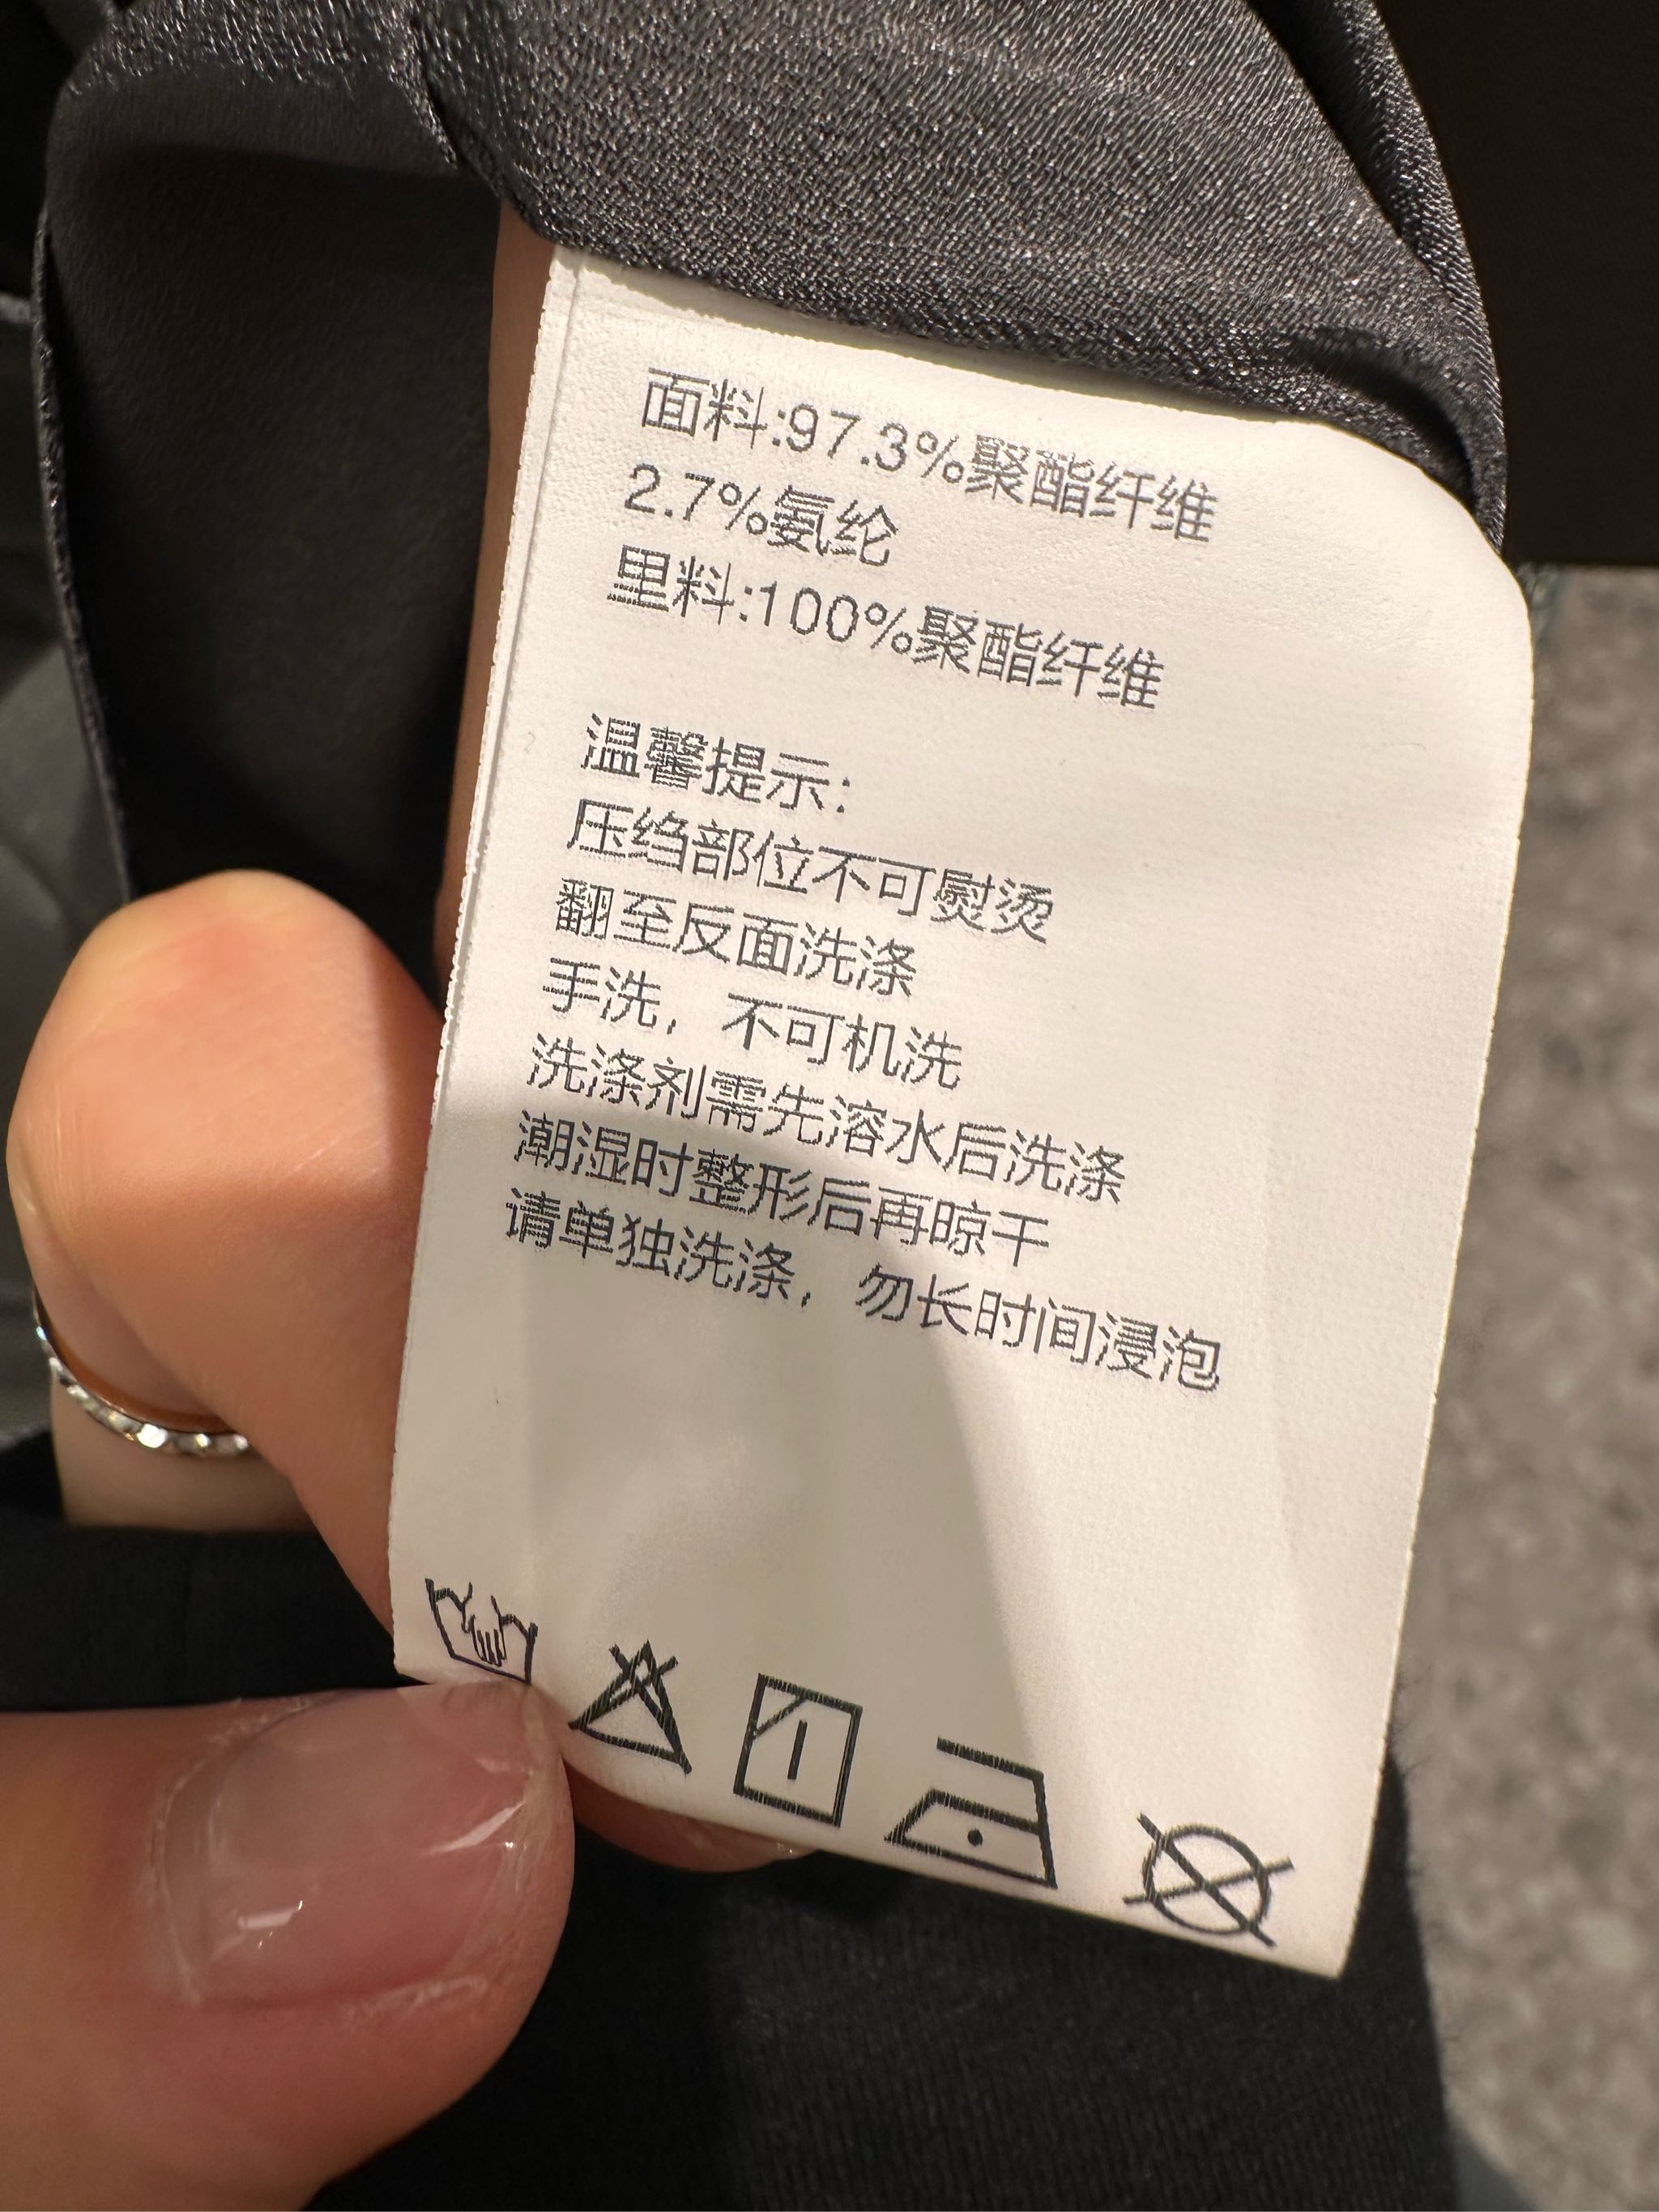 面料:97.3%聚酯纤维
2.7%氨纶
里料:100%聚酯纤维
温馨提示:
压绉部位不可熨烫
翻至反面洗涤
手洗，不可机洗
洗涤剂需先溶水后洗涤
潮湿时整形后再晾干
请单独洗涤，勿长时间浸泡